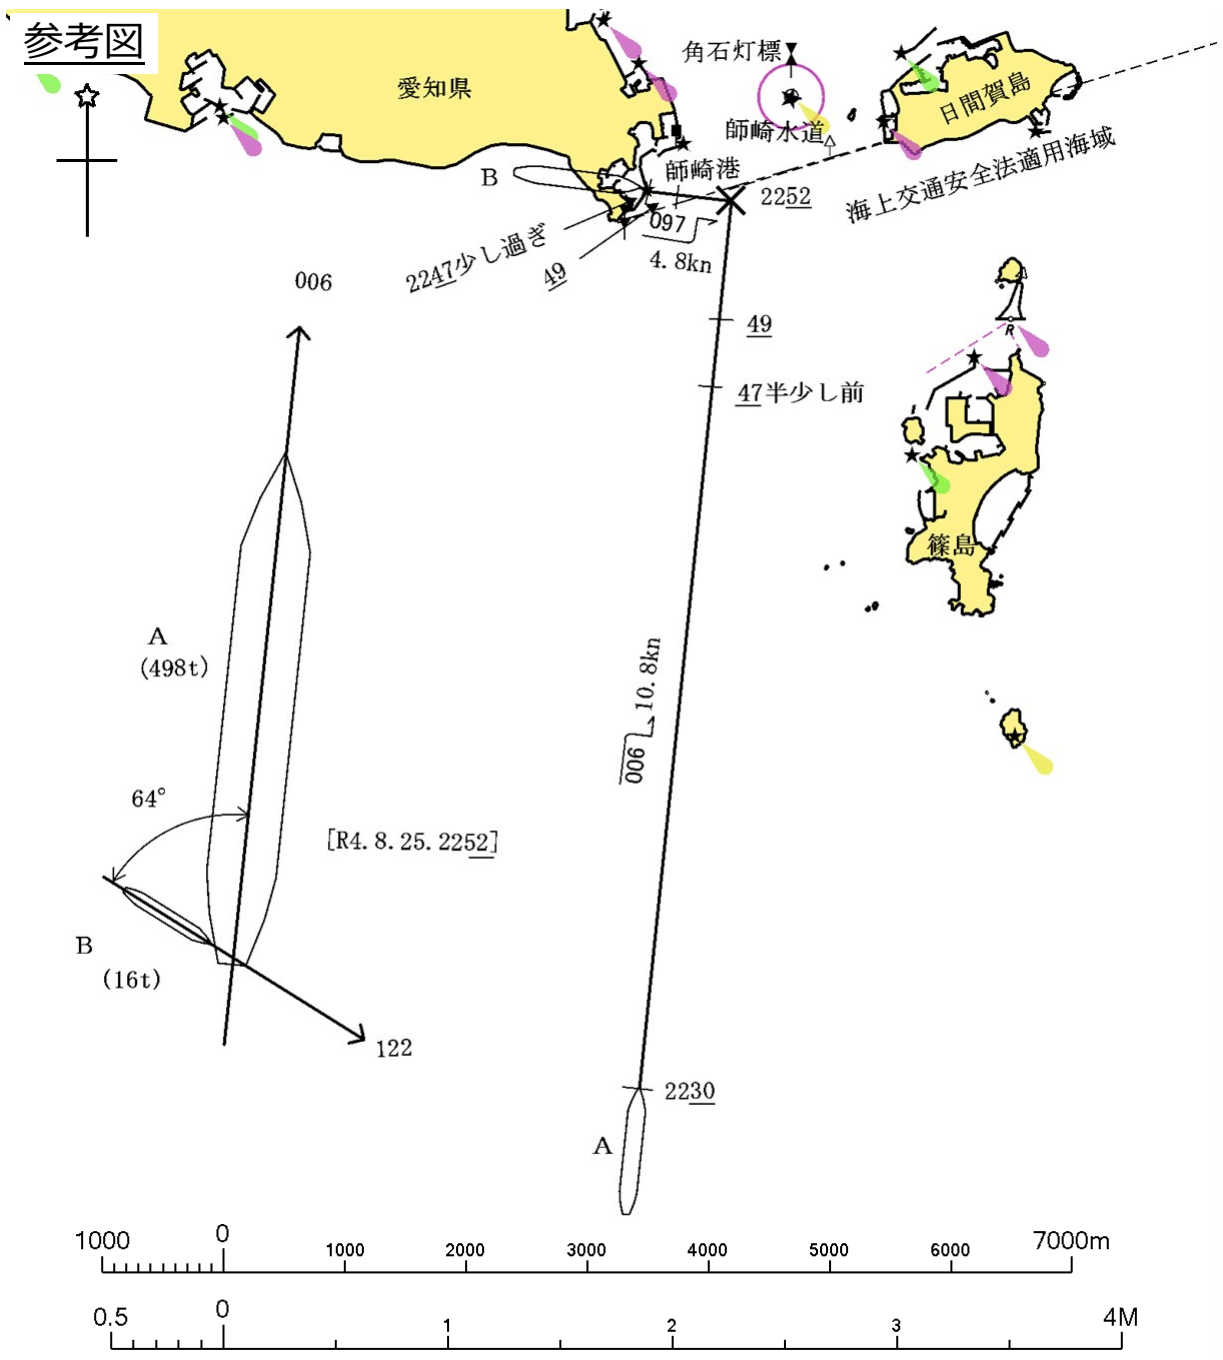 参考図
愛知県
角石灯標
師崎水道
日間賀島
海上交通安全法適用海域
師崎港
B
2252
097
4.8kn
2247少し過ぎ
49
006
49
47半少し前
R
篠島
A
(498t)
006
10.8kn
64°
[R4.8.25.2252]
B
(16t)
122
2230
A
1000 0 1000 2000 3000 4000 5000 6000 7000m
0.5 0 1 2 3 4M